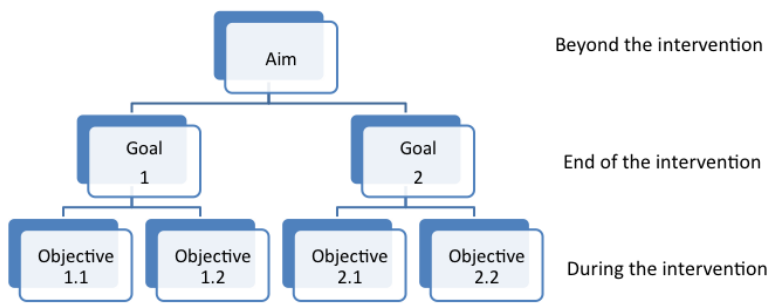 Aim
Beyond the intervention
Goal
1
Goal
2
End of the intervention
Objective
1.1
Objective
1.2
Objective
2.1
Objective
2.2
During the intervention